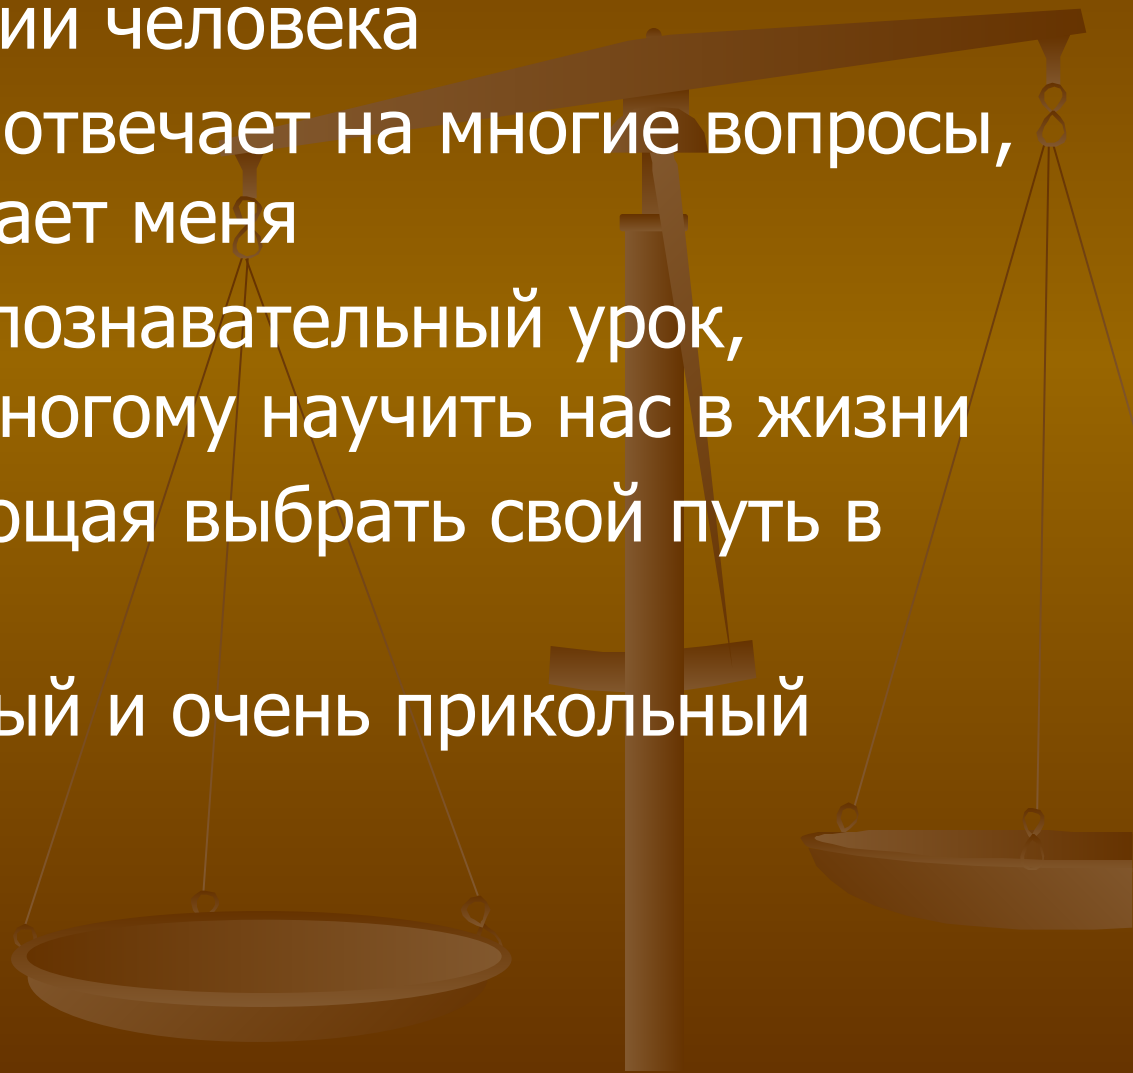 ии человека
отвечает на многие вопросы,
ает меня
познавательный урок,
ногому научить нас в жизни
ющая выбрать свой путь в
ый и очень прикольный